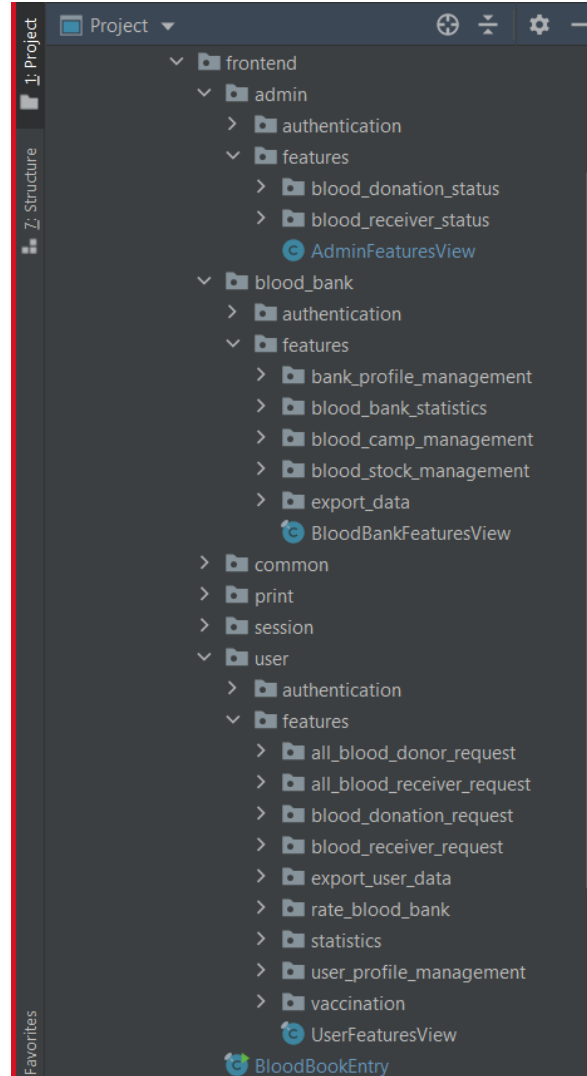 1: Project
Z: Structure
Favorites
Project
frontend
admin
authentication
features
blood_donation_status
blood_receiver_status
AdminFeaturesView
blood_bank
authentication
features
bank_profile_management
blood_bank_statistics
blood_camp_management
blood_stock_management
export_data
BloodBankFeaturesView
common
print
session
user
authentication
features
all_blood_donor_request
all_blood_receiver_request
blood_donation_request
blood_receiver_request
export_user_data
rate_blood_bank
statistics
user_profile_management
vaccination
UserFeaturesView
BloodBookEntry